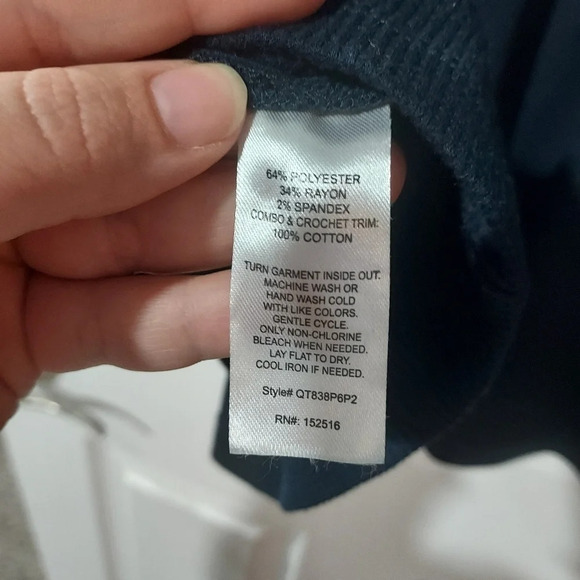 64% POLYESTER
34% RAYON
2% SPANDEX
COMBO & CROCHET TRIM:
100% COTTON
TURN GARMENT INSIDE OUT.
MACHINE WASH OR
HAND WASH COLD
WITH LIKE COLORS.
GENTLE CYCLE.
ONLY NON-CHLORINE
BLEACH WHEN NEEDED.
LAY FLAT TO DRY.
COOL IRON IF NEEDED.
Style# QT838P6P2
RN#: 152516